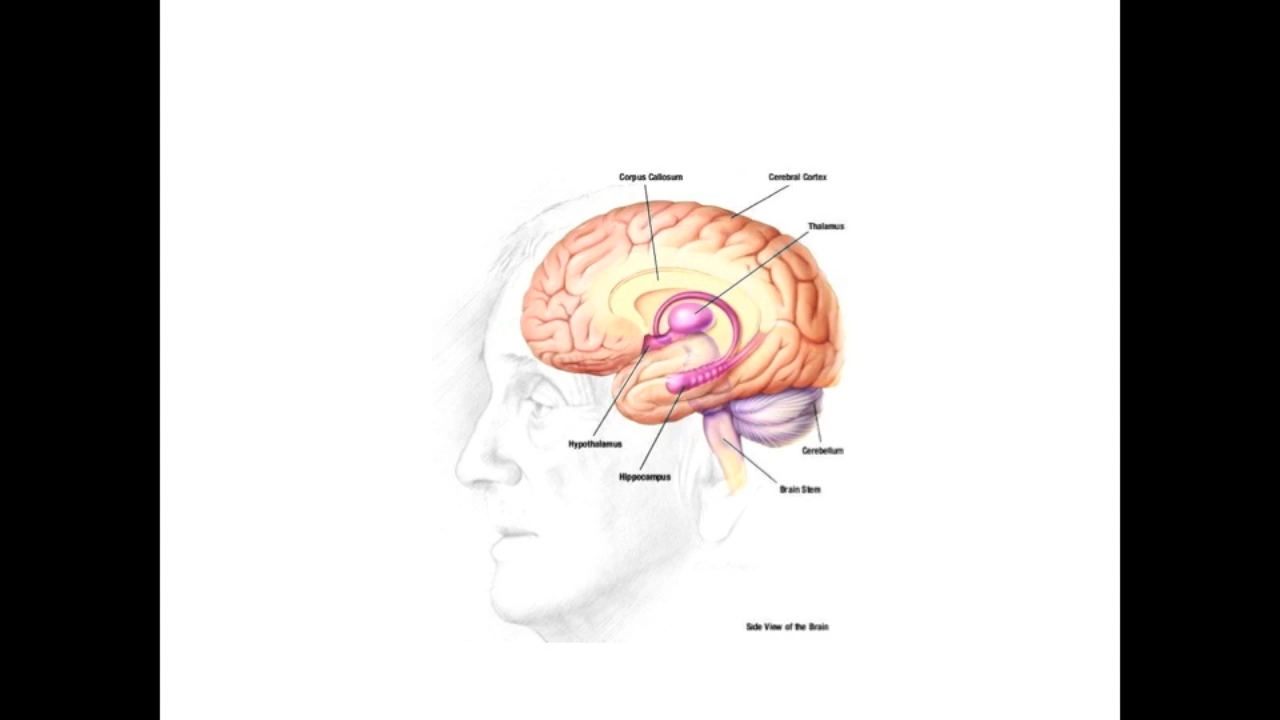 Corpus Callosum
Cerebral Cortex
Thalamus
Hypothalamus
Cerebellum
Hippocampus
Brain Stem
Side View of the Brain